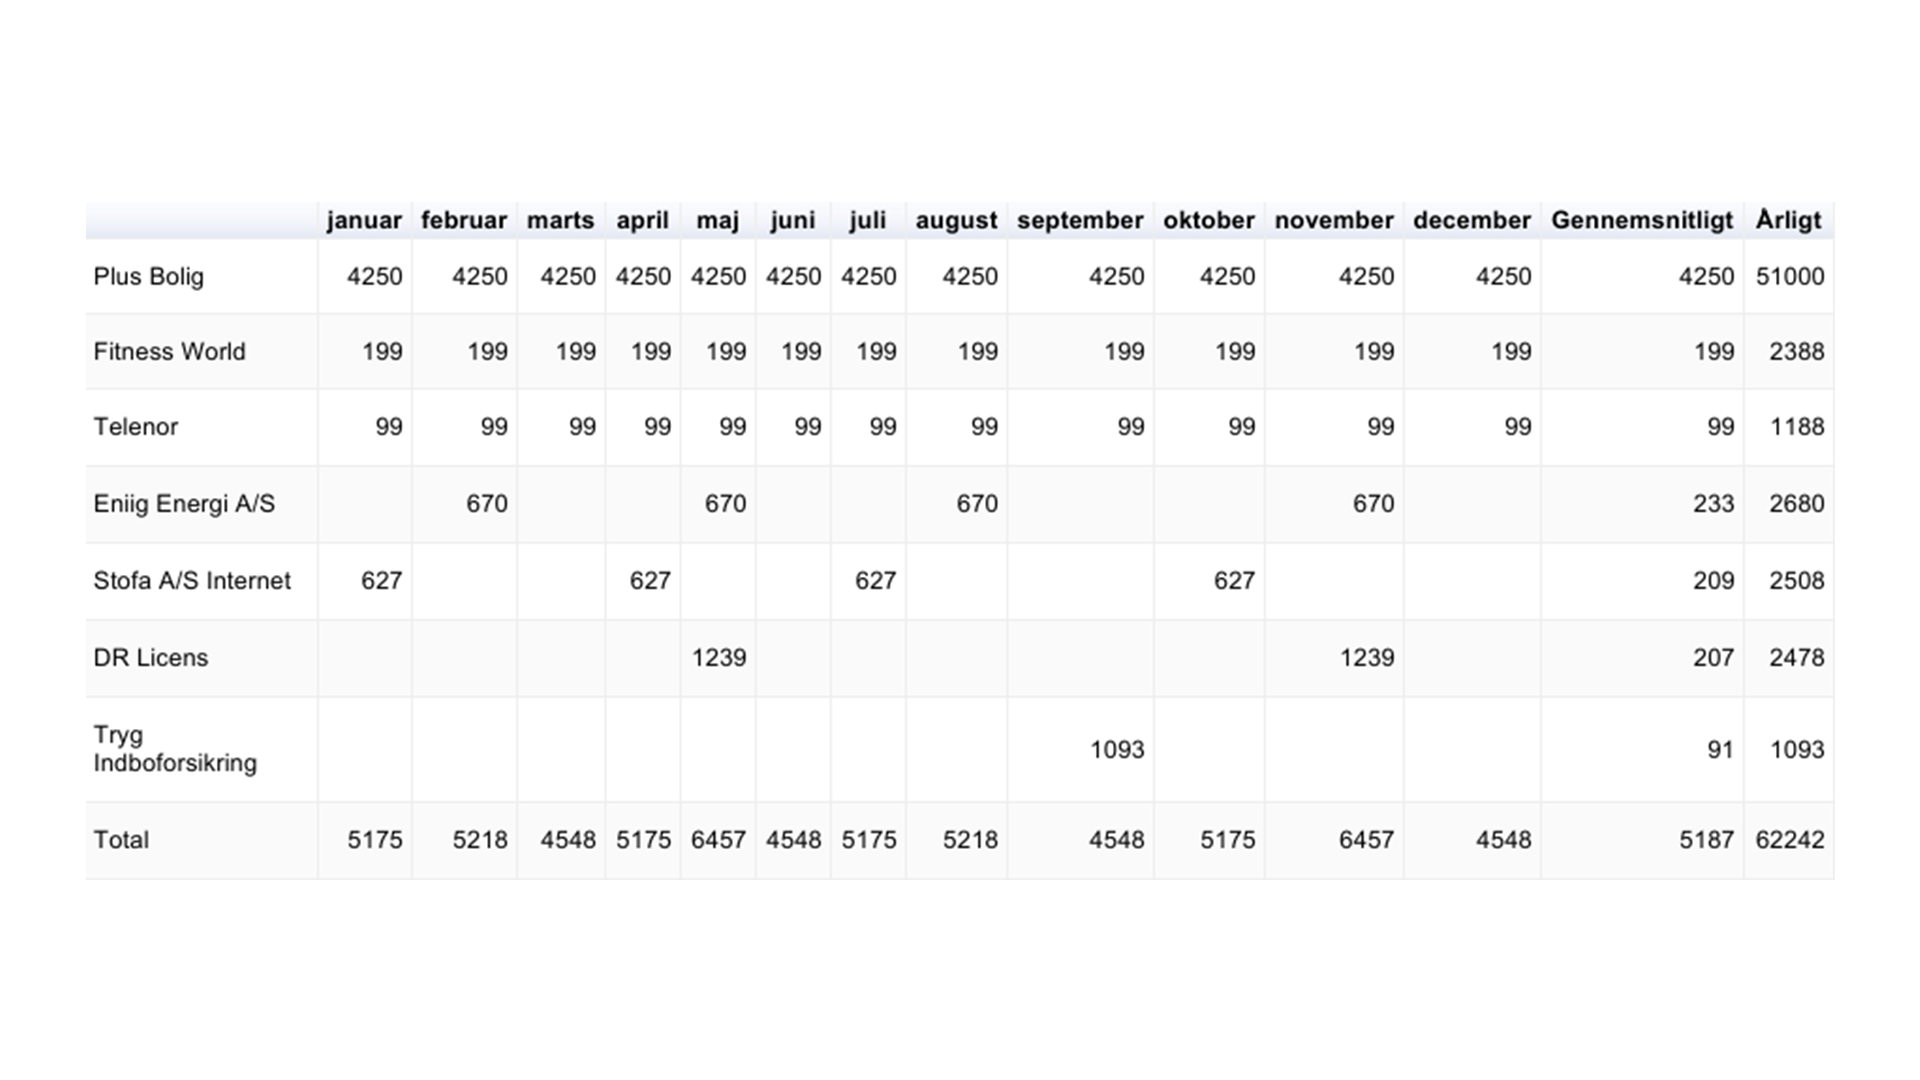 januar februar marts april maj juni juli august september oktober november december Gennemsnitligt Årligt
Plus Bolig 4250 4250 4250 4250 4250 4250 4250 4250 4250 4250 4250 4250 4250 51000
Fitness World 199 199 199 199 199 199 199 199 199 199 199 199 199 2388
Telenor 99 99 99 99 99 99 99 99 99 99 99 99 99 1188
Eniig Energi A/S 670 670 670 670 233 2680
Stofa A/S Internet 627 627 627 627 209 2508
DR Licens 1239 1239 207 2478
Tryg
Indboforsikring 1093 91 1093
Total 5175 5218 4548 5175 6457 4548 5175 5218 4548 5175 6457 4548 5187 62242